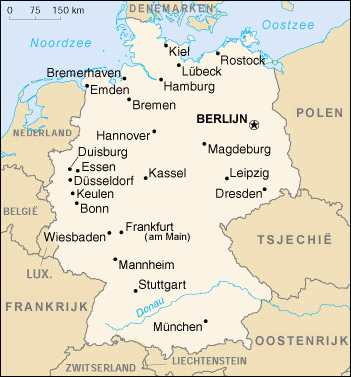 0 75 150 km
DENEMARKEN
Oostzee
Noordzee
Kiel
Rostock
Lübeck
Bremerhaven
Hamburg
Emden
Bremen
POLEN
BERLIJN
NEDERLAND
Hannover
Magdeburg
Duisburg
Essen
Düsseldorf
Kassel
Leipzig
Keulen
Dresden
Bonn
BELGIË
Wiesbaden
Frankfurt
(am Main)
TSJECHIË
LUX.
Mannheim
Stuttgart
FRANKRIJK
Donau
München
OOSTENRIJK
LIECHTENSTEIN
ZWITSERLAND